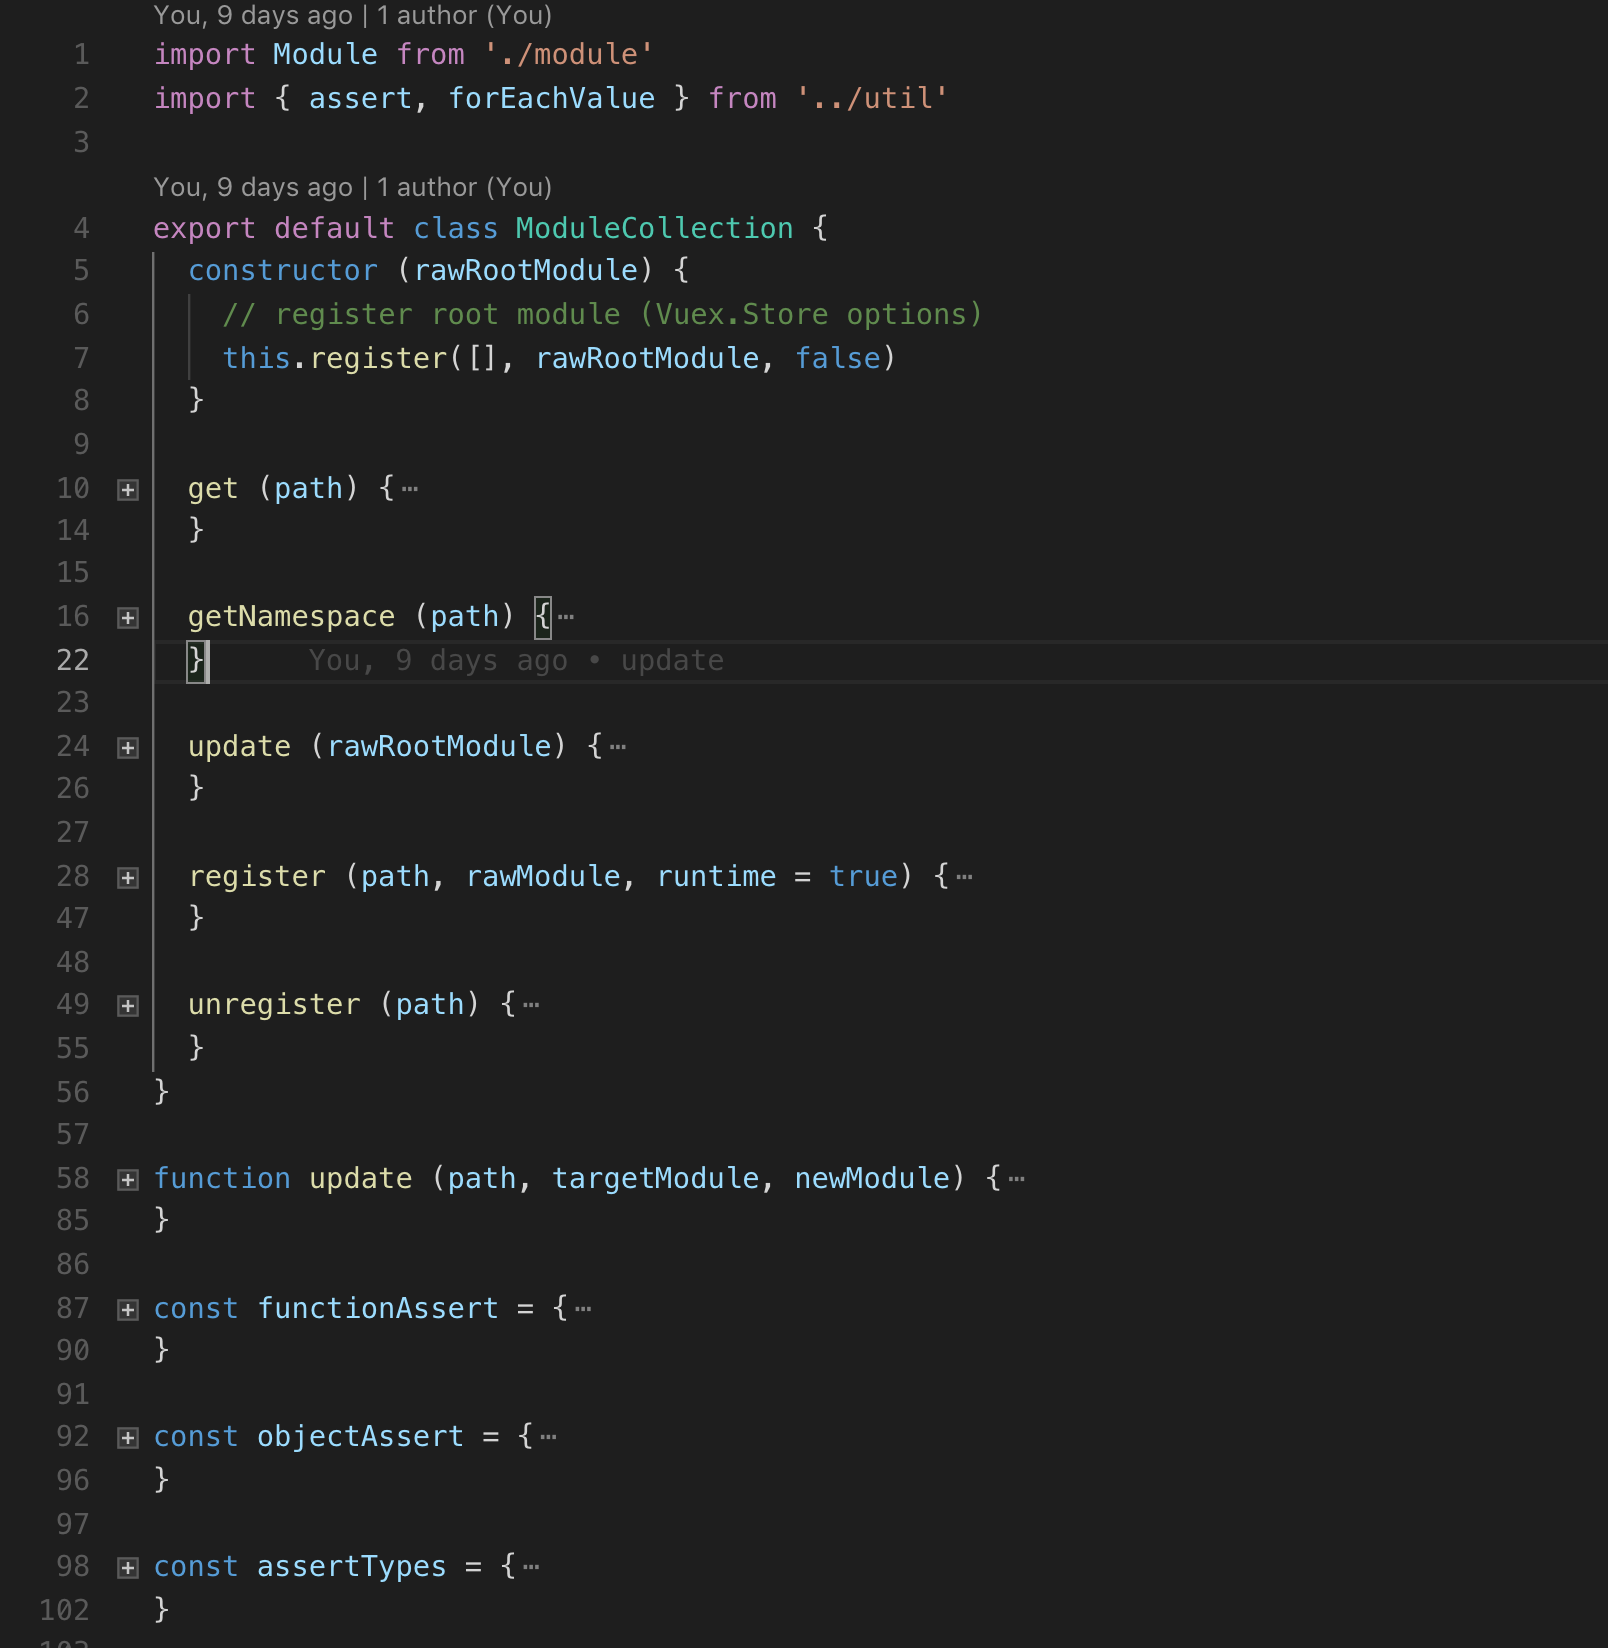 You, 9 days ago | 1 author (You)
1 import Module from './module'
2 import { assert, forEachValue } from '../util'
3
You, 9 days ago | 1 author (You)
4 export default class ModuleCollection {
5 constructor (rawRootModule) {
6 // register root module (Vuex.Store options)
7 this.register([], rawRootModule, false)
8 }
9
10 get (path) {⋯
14 }
15
16 getNamespace (path) {⋯
22 } You, 9 days ago • update
23
24 update (rawRootModule) {⋯
26 }
27
28 register (path, rawModule, runtime = true) {⋯
47 }
48
49 unregister (path) {⋯
55 }
56 }
57
58 function update (path, targetModule, newModule) {⋯
85 }
86
87 const functionAssert = {⋯
90 }
91
92 const objectAssert = {⋯
96 }
97
98 const assertTypes = {⋯
102 }